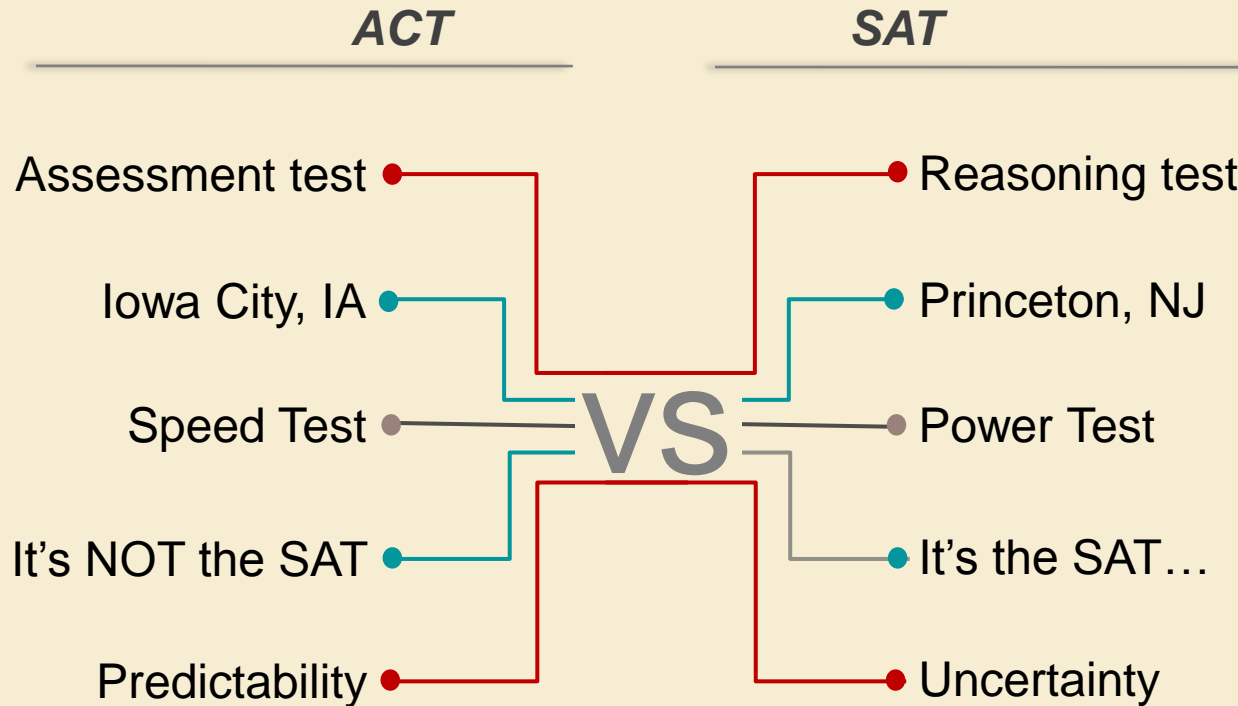 ACT
SAT
Assessment test
Reasoning test
Iowa City, IA
Princeton, NJ
Speed Test
VS
Power Test
It’s NOT the SAT
It’s the SAT…
Predictability
Uncertainty